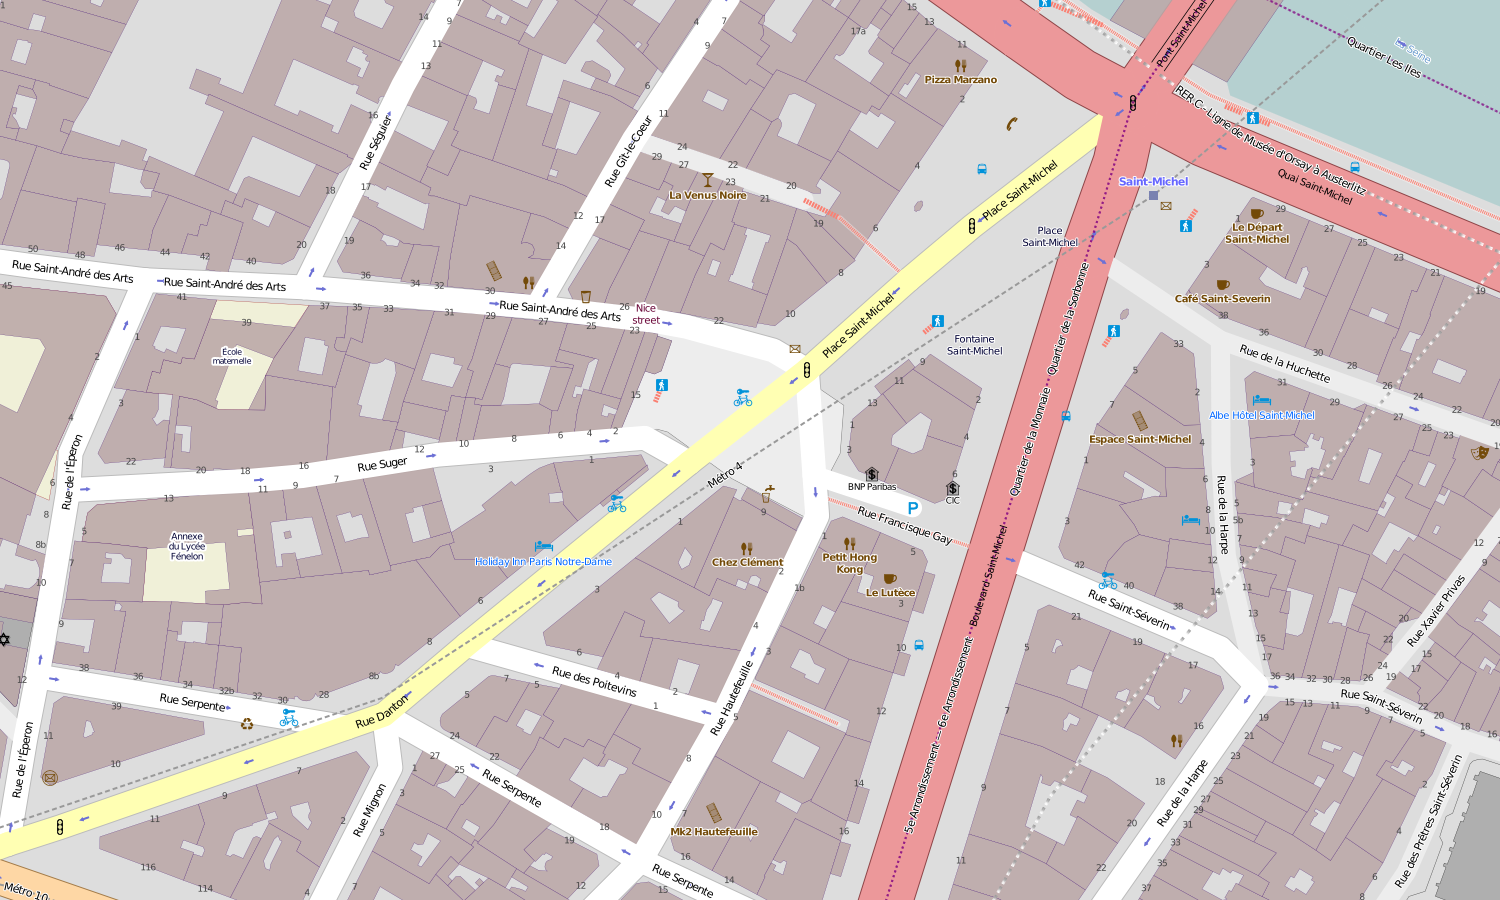 Pont Saint-Michel
Quartier Les Iles
Seine
Pizza Marzano
RER C - Ligne de Musée d'Orsay à Austerlitz
Quai Saint-Michel
Rue Séguier
Rue Gît-le-Coeur
La Venus Noire
Place Saint-Michel
Saint-Michel
Place
Saint-Michel
Le Départ
Saint-Michel
Café Saint-Severin
Rue Saint-André des Arts
Rue Saint-André des Arts
Rue Saint-André des Arts
Nice
street
Place Saint-Michel
Fontaine
Saint-Michel
Quartier de la Monnaie
Quartier de la Sorbonne
Rue de la Huchette
École
maternelle
Albe Hôtel Saint-Michel
Espace Saint-Michel
Rue de l'Éperon
Rue Suger
Métro 4
BNP Paribas
CIC
P
Rue Francisque Gay
Rue de la Harpe
Annexe
du Lycée
Fénelon
Holiday Inn Paris Notre-Dame
Chez Clément
Petit Hong
Kong
Le Lutèce
Boulevard Saint-Michel
Rue Saint-Séverin
Rue Xavier Privas
Rue Serpente
Rue Danton
Rue des Poitevins
Rue Hautefeuille
5e Arrondissement
6e Arrondissement
Rue Saint-Séverin
Rue de l'Éperon
Rue Mignon
Rue Serpente
Mk2 Hautefeuille
Rue de la Harpe
Rue des Prêtres Saint-Séverin
Rue Serpente
Métro 10